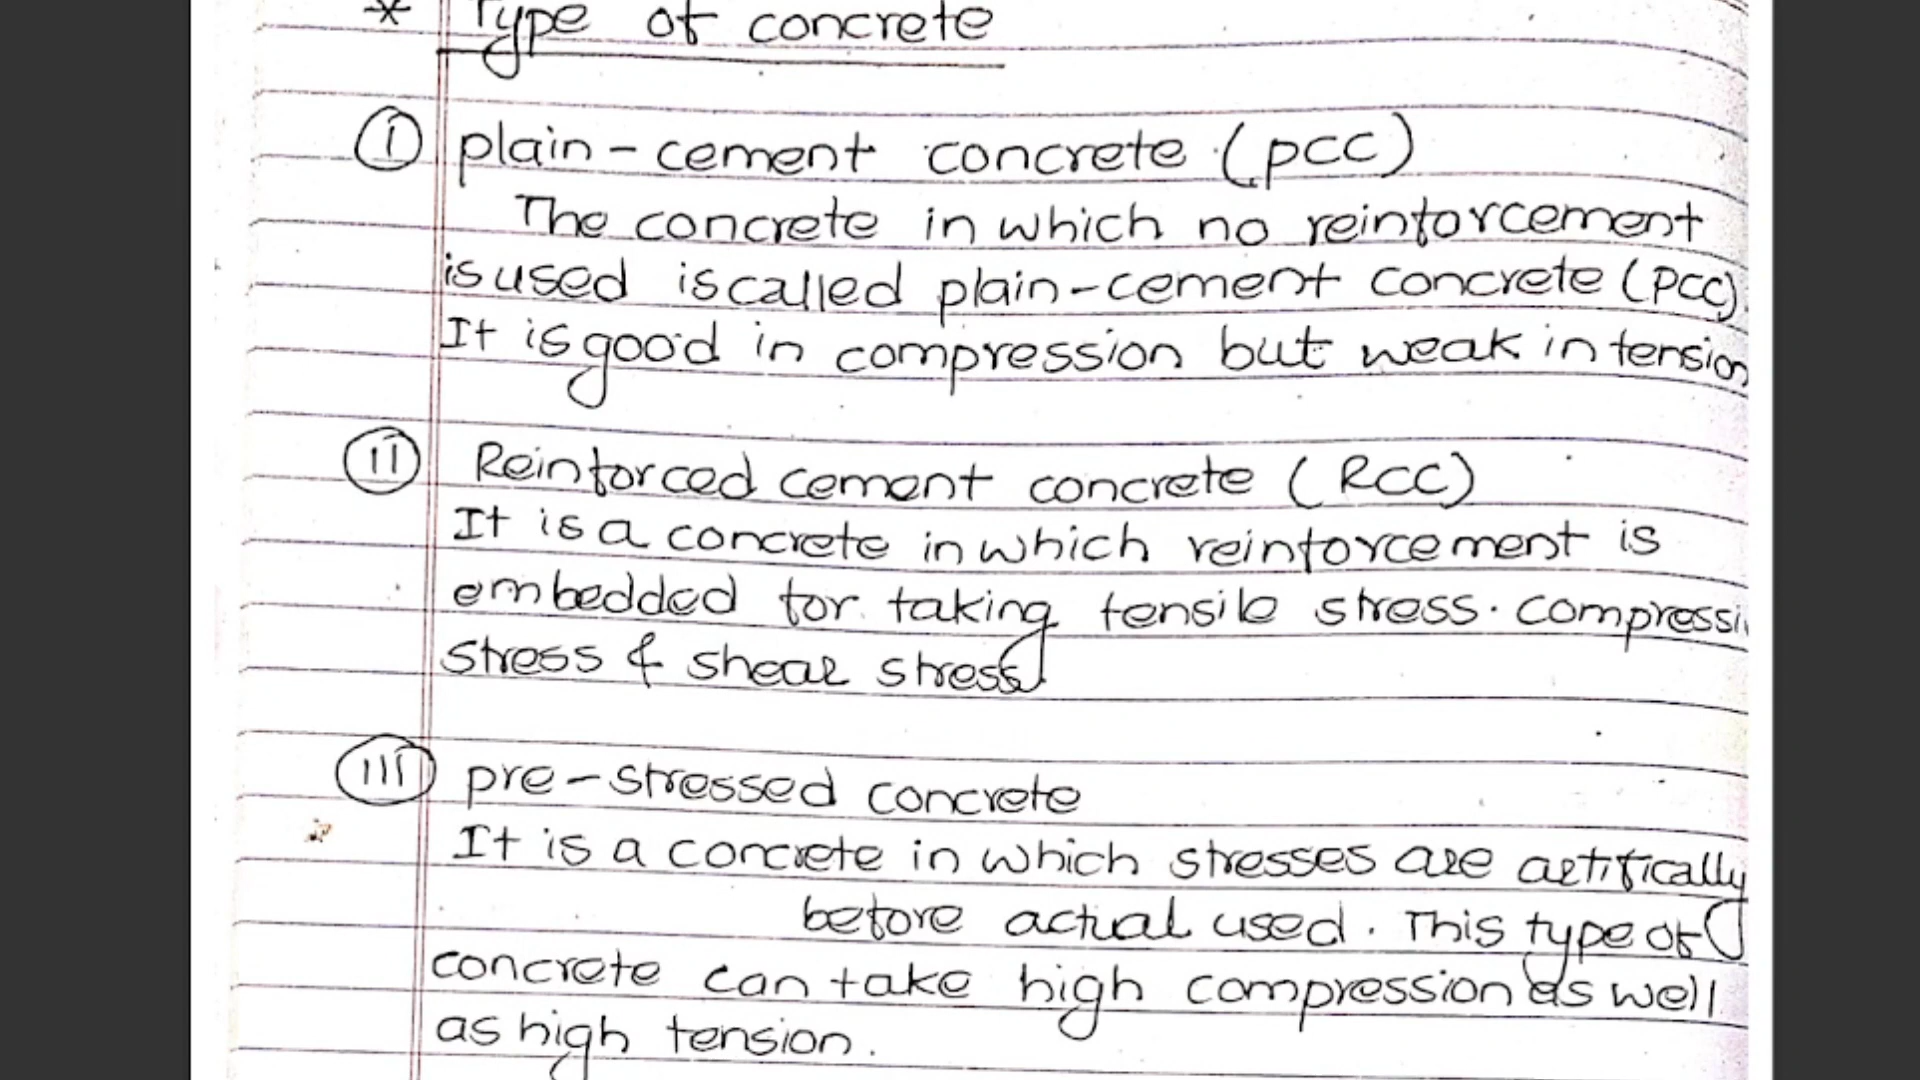 * Type of concrete
(i) plain-cement concrete (pcc)
The concrete in which no reinforcement
is used is called plain-cement concrete (PCC).
It is good in compression but weak in tension
(ii) Reinforced cement concrete (RCC)
It is a concrete in which reinforcement is
embedded for taking tensile stress. compressi
stress & shear stress
(iii) pre-stressed concrete
It is a concrete in which stresses are artifically
before actual used. This type of
concrete can take high compression as well
as high tension.